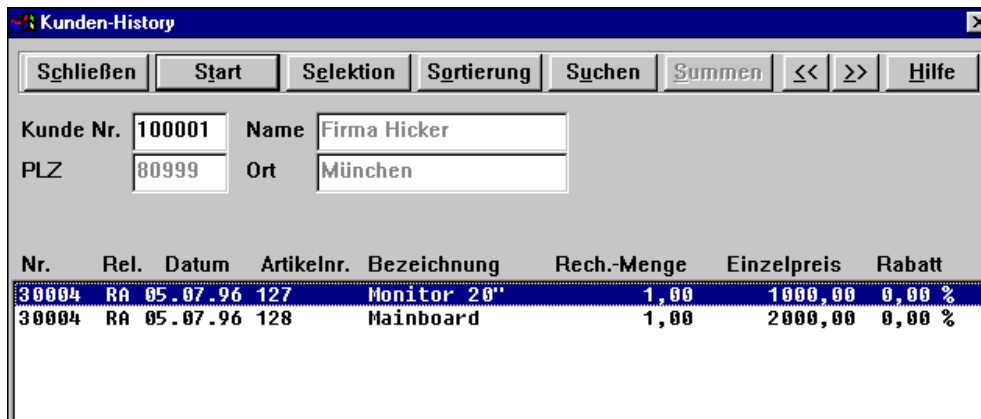 Kunden-History
Schließen Start Selektion Sortierung Suchen Summen << >> Hilfe
Kunde Nr. 100001 Name Firma Hicker
PLZ 80999 Ort München
Nr. Rel. Datum Artikelnr. Bezeichnung Rech.-Menge Einzelpreis Rabatt
30004 RA 05.07.96 127 Monitor 20" 1,00 1000,00 0,00 %
30004 RA 05.07.96 128 Mainboard 1,00 2000,00 0,00 %